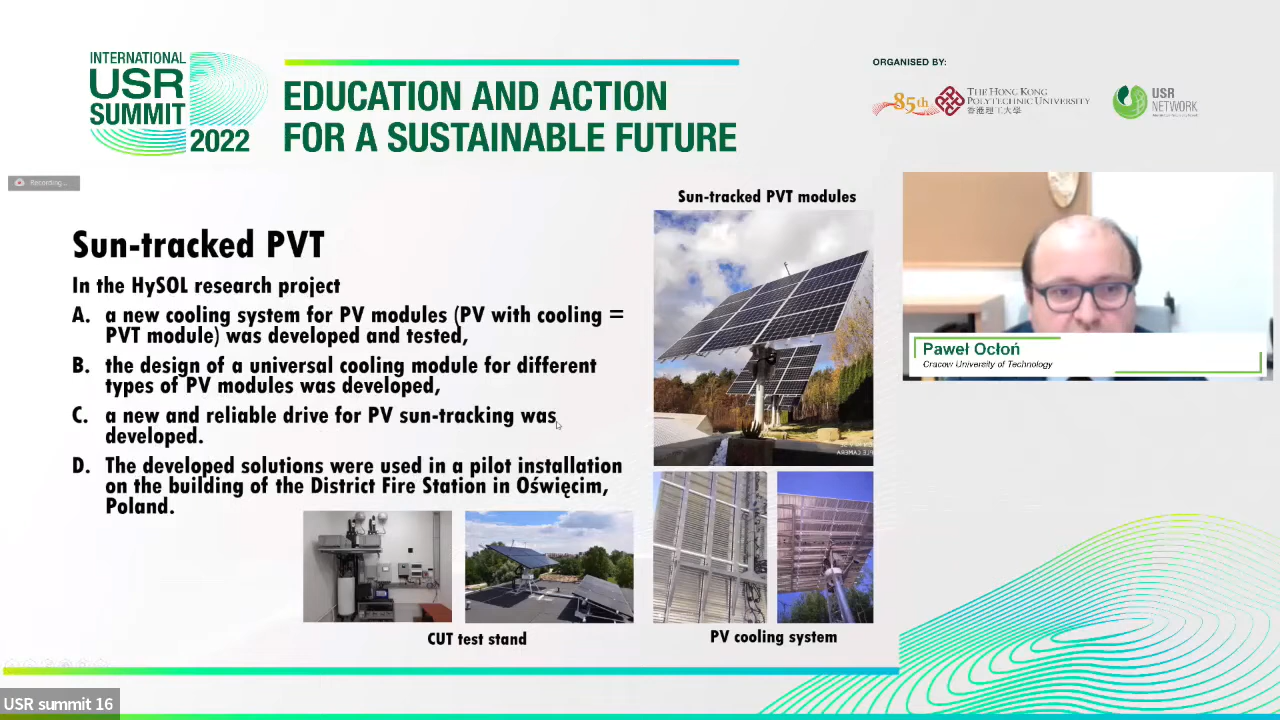 INTERNATIONAL
USR
SUMMIT
2022
EDUCATION AND ACTION
FOR A SUSTAINABLE FUTURE
ORGANISED BY:
85th
THE HONG KONG
POLYTECHNIC UNIVERSITY
香港理工大學
USR
NETWORK
Recording...
Sun-tracked PVT modules
Sun-tracked PVT
In the HySOL research project
A. a new cooling system for PV modules (PV with cooling =
PVT module) was developed and tested,
B. the design of a universal cooling module for different
types of PV modules was developed,
C. a new and reliable drive for PV sun-tracking was
developed.
D. The developed solutions were used in a pilot installation
on the building of the District Fire Station in Oświęcim,
Poland.
Paweł Ocłoń
Cracow University of Technology
CUT test stand
PV cooling system
USR summit 16